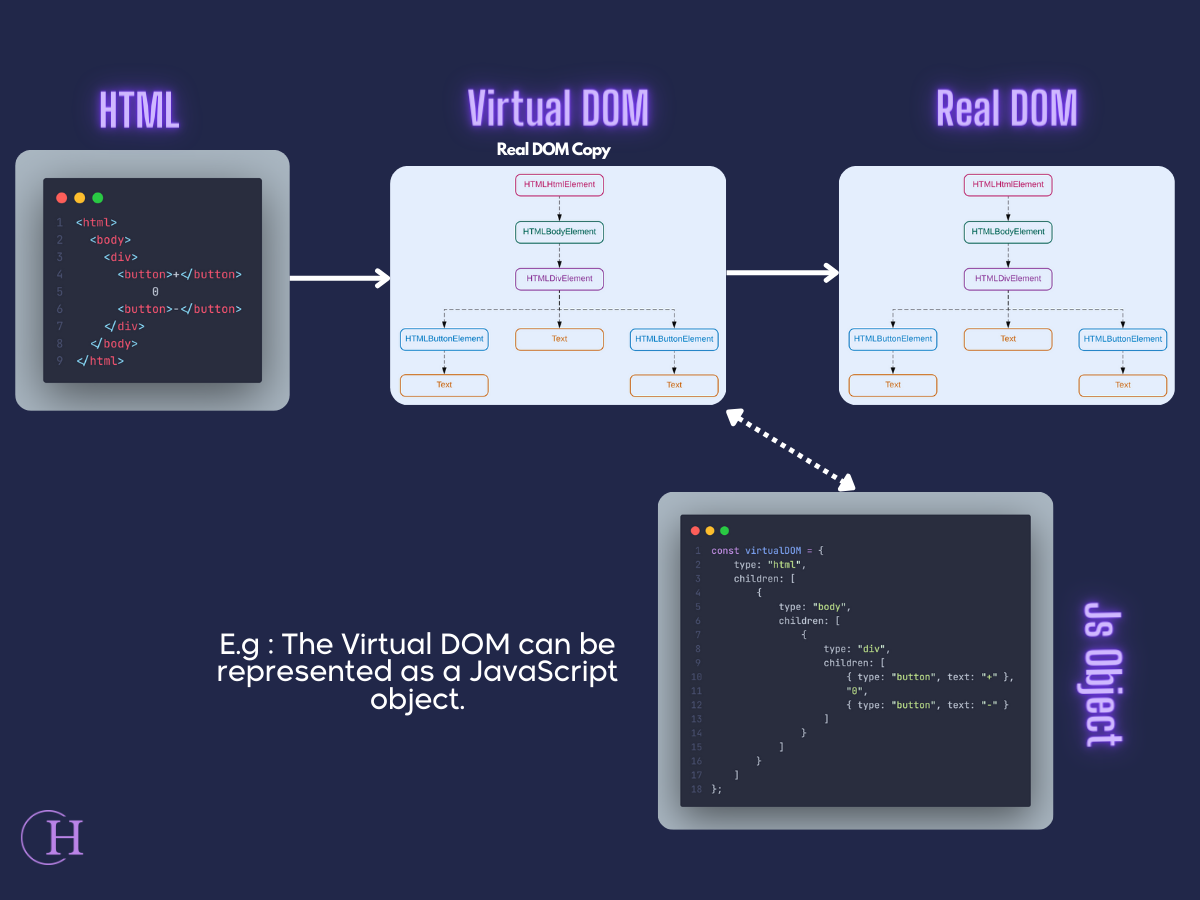 HTML
1 <html>
2 <body>
3 <div>
4 <button>+</button>
5 0
6 <button>-</button>
7 </div>
8 </body>
9 </html>
Virtual DOM
Real DOM Copy
HTMLHtmlElement
HTMLBodyElement
HTMLDivElement
HTMLButtonElement Text HTMLButtonElement
Text Text
Real DOM
HTMLHtmlElement
HTMLBodyElement
HTMLDivElement
HTMLButtonElement Text HTMLButtonElement
Text Text
E.g : The Virtual DOM can be
represented as a JavaScript
object.
1 const virtualDOM = {
2 type: "html",
3 children: [
4 {
5 type: "body",
6 children: [
7 {
8 type: "div",
9 children: [
10 { type: "button", text: "+" },
11 "0",
12 { type: "button", text: "-" }
13 ]
14 }
15 ]
16 }
17 ]
18 };
Js Object
H